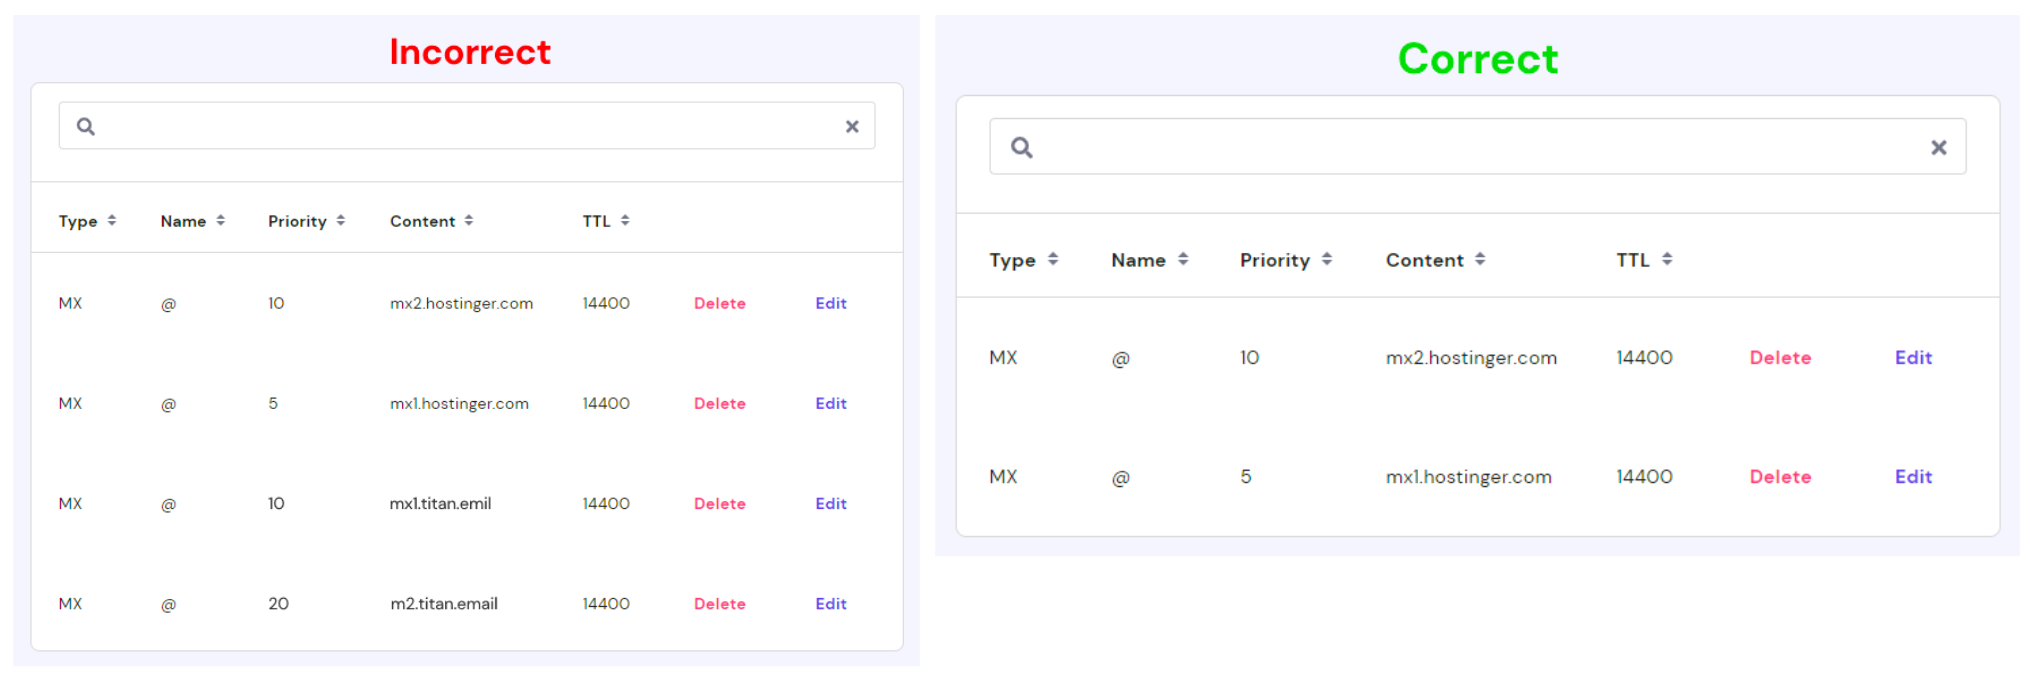 Incorrect
Type Name Priority Content TTL
MX @ 10 mx2.hostinger.com 14400 Delete Edit
MX @ 5 mx1.hostinger.com 14400 Delete Edit
MX @ 10 mx1.titan.emil 14400 Delete Edit
MX @ 20 m2.titan.email 14400 Delete Edit
Correct
Type Name Priority Content TTL
MX @ 10 mx2.hostinger.com 14400 Delete Edit
MX @ 5 mx1.hostinger.com 14400 Delete Edit